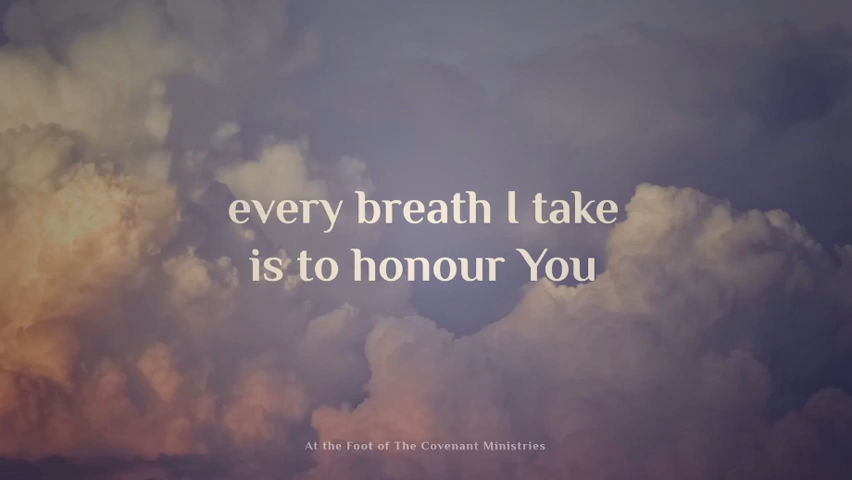 every breath I take
is to honour You
At the Foot of The Covenant Ministries